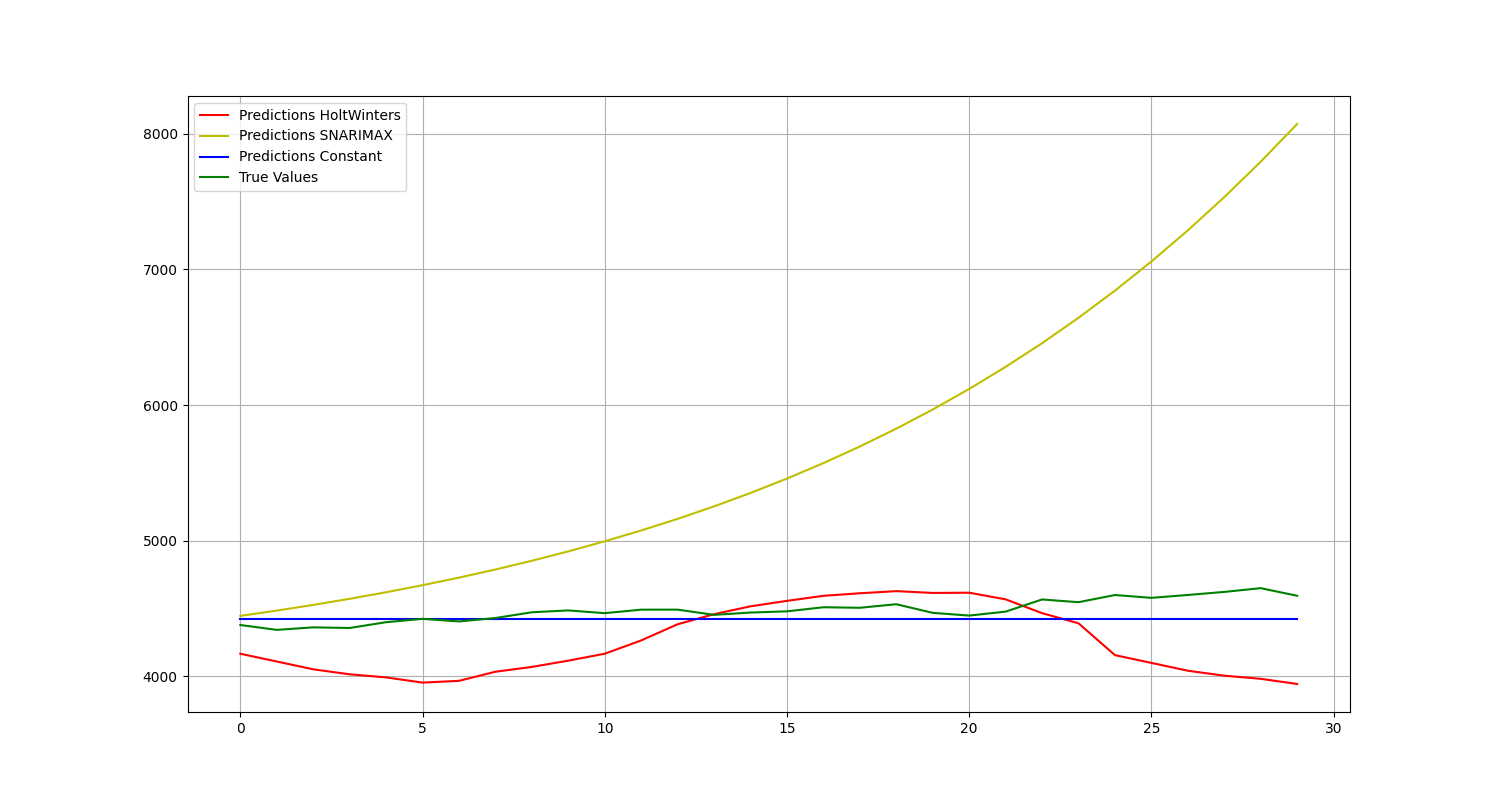 Predictions HoltWinters
Predictions SNARIMAX
Predictions Constant
True Values
8000
7000
6000
5000
4000
0 5 10 15 20 25 30